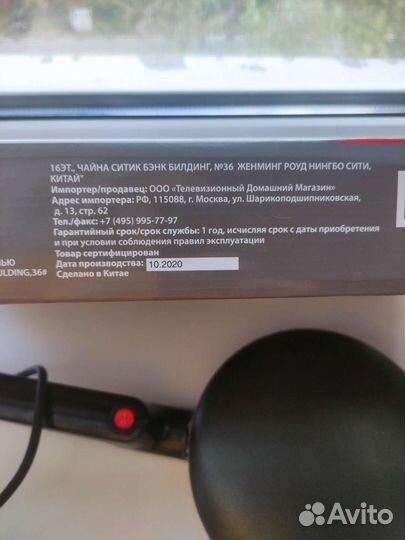 16ЭТ., ЧАЙНА СИТИК БЭНК БИЛДИНГ, №36 ЖЕНМИНГ РОУД НИНГБО СИТИ,
КИТАЙ"
Импортер/продавец: ООО «Телевизионный Домашний Магазин»
Адрес импортера: РФ, 115088, г. Москва, ул. Шарикоподшипниковская,
д. 13, стр. 62
Тел./факс: +7 (495) 995-77-97
Гарантийный срок/срок службы: 1 год, исчисляя срок с даты приобретения
и при условии соблюдения правил эксплуатации
Товар сертифицирован
Дата производства: 10.2020
Сделано в Китае
ЛЬЮ
ULDING,36#
Avito